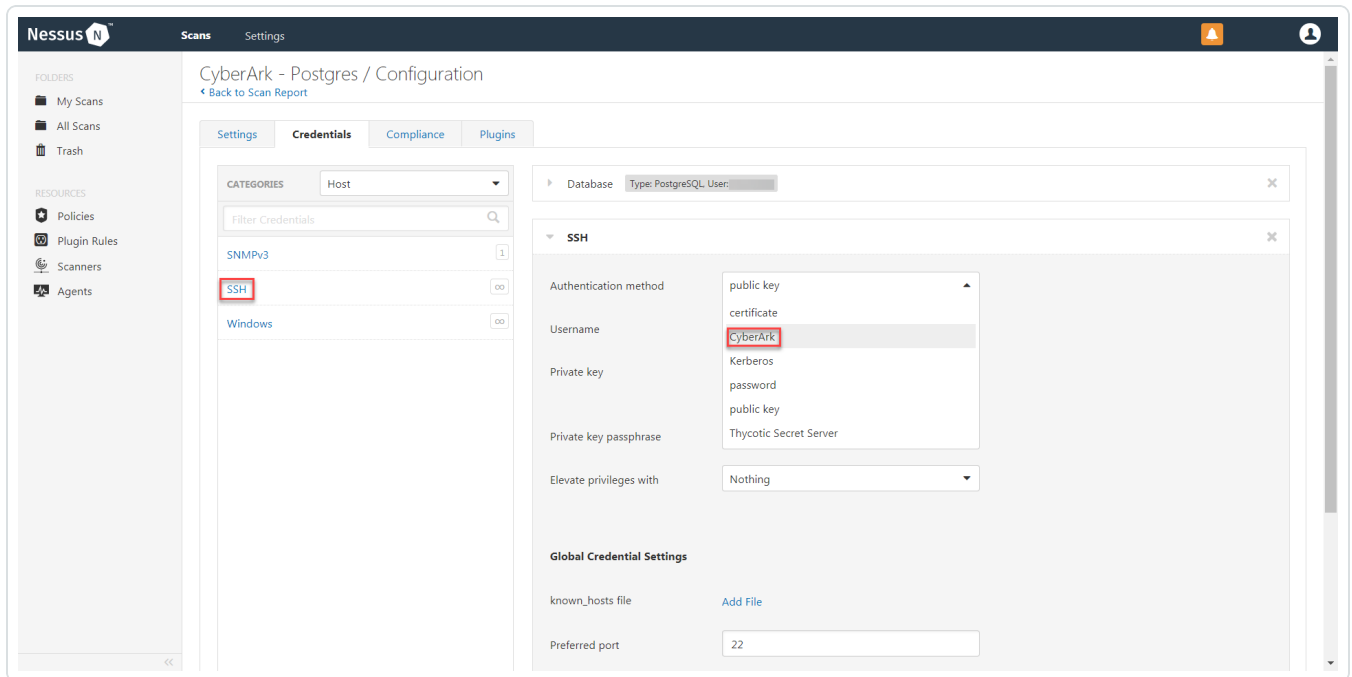 Nessus N ™
Scans Settings
FOLDERS
My Scans
All Scans
Trash
RESOURCES
Policies
Plugin Rules
Scanners
Agents
CyberArk - Postgres / Configuration
Back to Scan Report
Settings Credentials Compliance Plugins
CATEGORIES Host
Filter Credentials
SNMPv3 1
SSH ∞
Windows ∞
Database Type: PostgreSQL, User:
SSH
Authentication method public key
certificate
CyberArk
Kerberos
password
public key
Thycotic Secret Server
Username
Private key
Private key passphrase
Elevate privileges with Nothing
Global Credential Settings
known_hosts file Add File
Preferred port 22